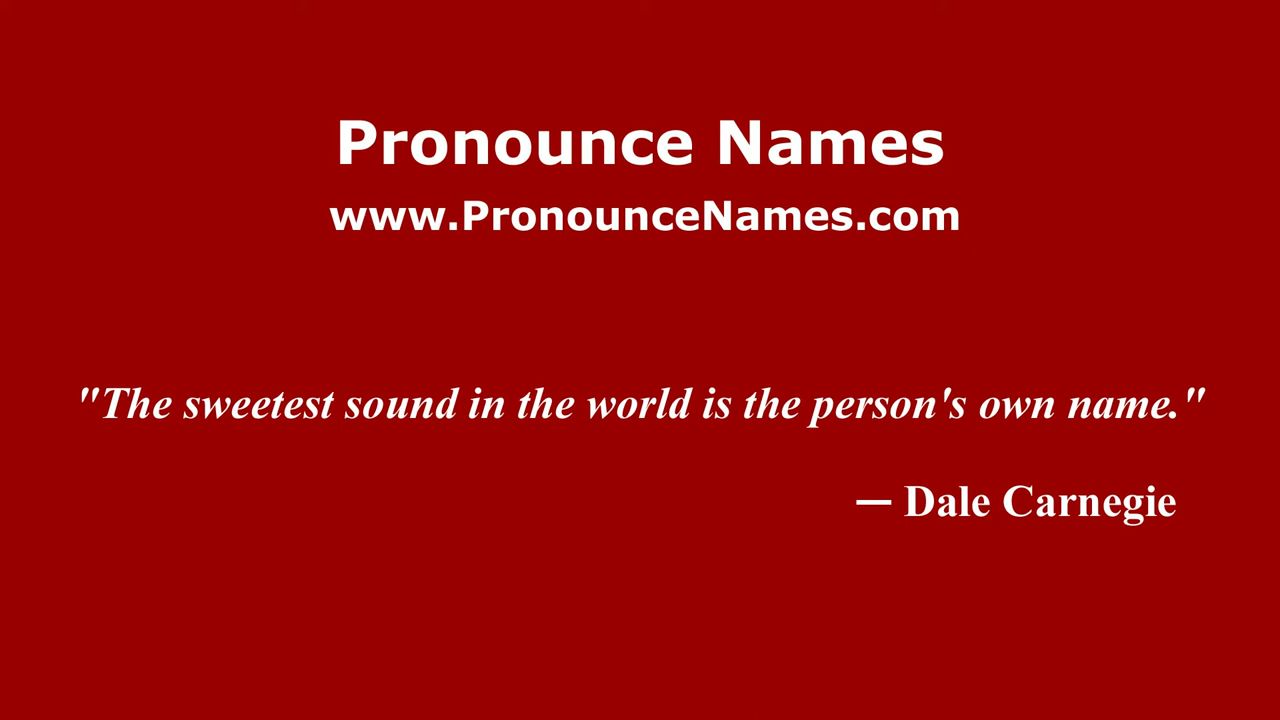 Pronounce Names
www.PronounceNames.com
"The sweetest sound in the world is the person's own name."
— Dale Carnegie